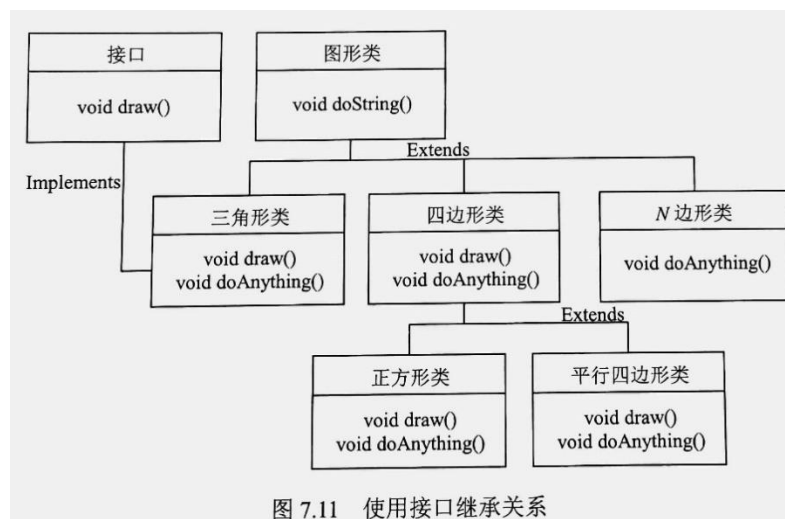 接口
void draw()
图形类
void doString()
Extends
Implements
三角形类
void draw()
void doAnything()
四边形类
void draw()
void doAnything()
N 边形类
void doAnything()
Extends
正方形类
void draw()
void doAnything()
平行四边形类
void draw()
void doAnything()
图 7.11 使用接口继承关系